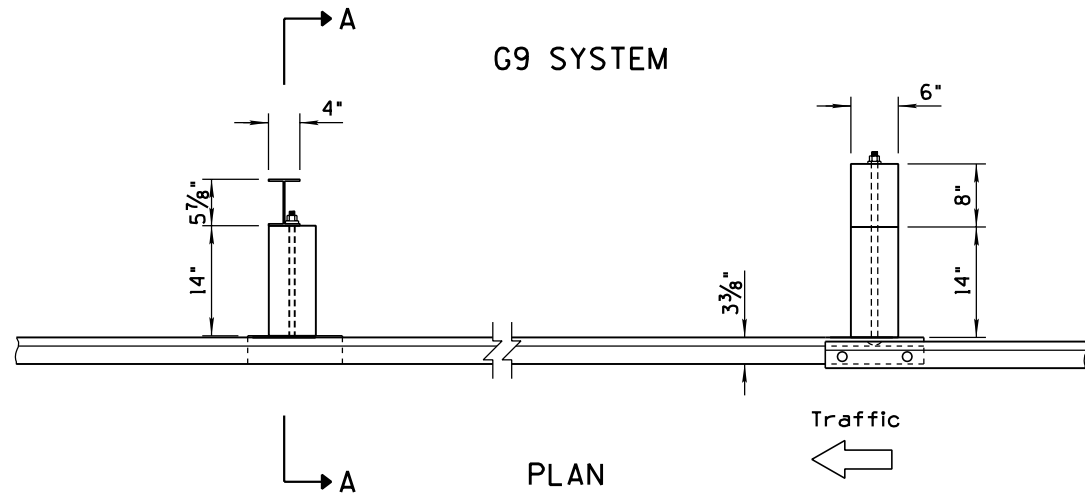 A
G9 SYSTEM
4"
6"
5⅞"
8"
14"
3⅜"
14"
Traffic
A
PLAN